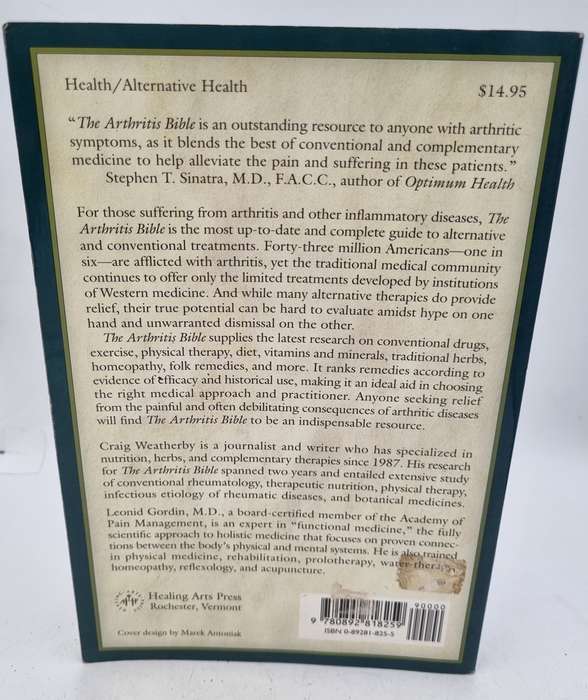 Health/Alternative Health
$14.95
“The Arthritis Bible is an outstanding resource to anyone with arthritic
symptoms, as it blends the best of conventional and complementary
medicine to help alleviate the pain and suffering in these patients.”
Stephen T. Sinatra, M.D., F.A.C.C., author of Optimum Health
For those suffering from arthritis and other inflammatory diseases, The
Arthritis Bible is the most up-to-date and complete guide to alternative
and conventional treatments. Forty-three million Americans—one in
six—are afflicted with arthritis, yet the traditional medical community
continues to offer only the limited treatments developed by institutions
of Western medicine. And while many alternative therapies do provide
relief, their true potential can be hard to evaluate amidst hype on one
hand and unwarranted dismissal on the other.
The Arthritis Bible supplies the latest research on conventional drugs,
exercise, physical therapy, diet, vitamins and minerals, traditional herbs,
homeopathy, folk remedies, and more. It ranks remedies according to
evidence of efficacy and historical use, making it an ideal aid in choosing
the right medical approach and practitioner. Anyone seeking relief
from the painful and often debilitating consequences of arthritic diseases
will find The Arthritis Bible to be an indispensable resource.
Craig Weatherby is a journalist and writer who has specialized in
nutrition, herbs, and complementary therapies since 1987. His research
for The Arthritis Bible spanned two years and entailed extensive study
of conventional rheumatology, therapeutic nutrition, physical therapy,
infectious etiology of rheumatic diseases, and botanical medicines.
Leonid Gordin, M.D., a board-certified member of the Academy of
Pain Management, is an expert in “functional medicine,” the fully
scientific approach to holistic medicine that focuses on proven connec-
tions between the body’s physical and mental systems. He is also trained
in physical medicine, rehabilitation, prolotherapy, water therapy,
homeopathy, reflexology, and acupuncture.
Healing Arts Press
Rochester, Vermont
Cover design by Marek Antoniak
90000
9 780892 818259
ISBN 0-89281-825-5